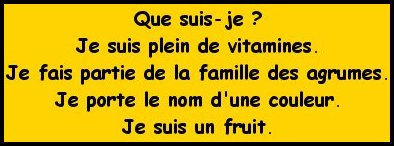 Que suis-je ?
Je suis plein de vitamines.
Je fais partie de la famille des agrumes.
Je porte le nom d'une couleur.
Je suis un fruit.